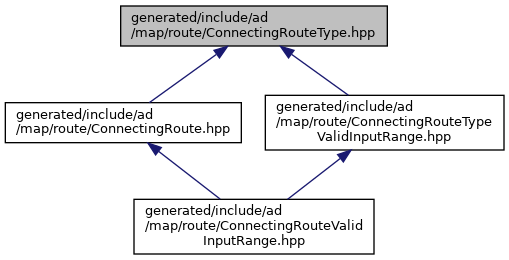 generated/include/ad
/map/route/ConnectingRouteType.hpp
generated/include/ad
/map/route/ConnectingRoute.hpp
generated/include/ad
/map/route/ConnectingRouteType
ValidInputRange.hpp
generated/include/ad
/map/route/ConnectingRouteValid
InputRange.hpp